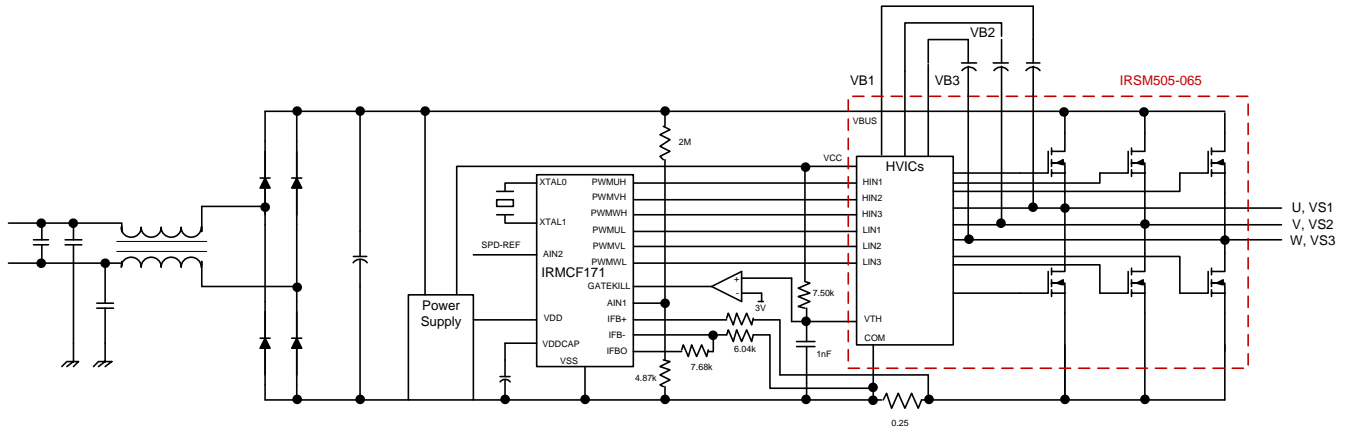 VB2
VB1
VB3
IRSM505-065
VBUS
2M
VCC
HVICs
XTAL0
PWMUH
HIN1
PWMVH
HIN2
PWMWH
HIN3
U, VS1
XTAL1
PWMUL
LIN1
V, VS2
SPD-REF
PWMVL
LIN2
W, VS3
AIN2
PWMWL
LIN3
IRMCF171
GATEKILL
+
-
3V
7.50k
Power
Supply
AIN1
VDD
IFB+
VTH
IFB-
COM
VDDCAP
IFBO
6.04k
1nF
VSS
7.68k
4.87k
0.25